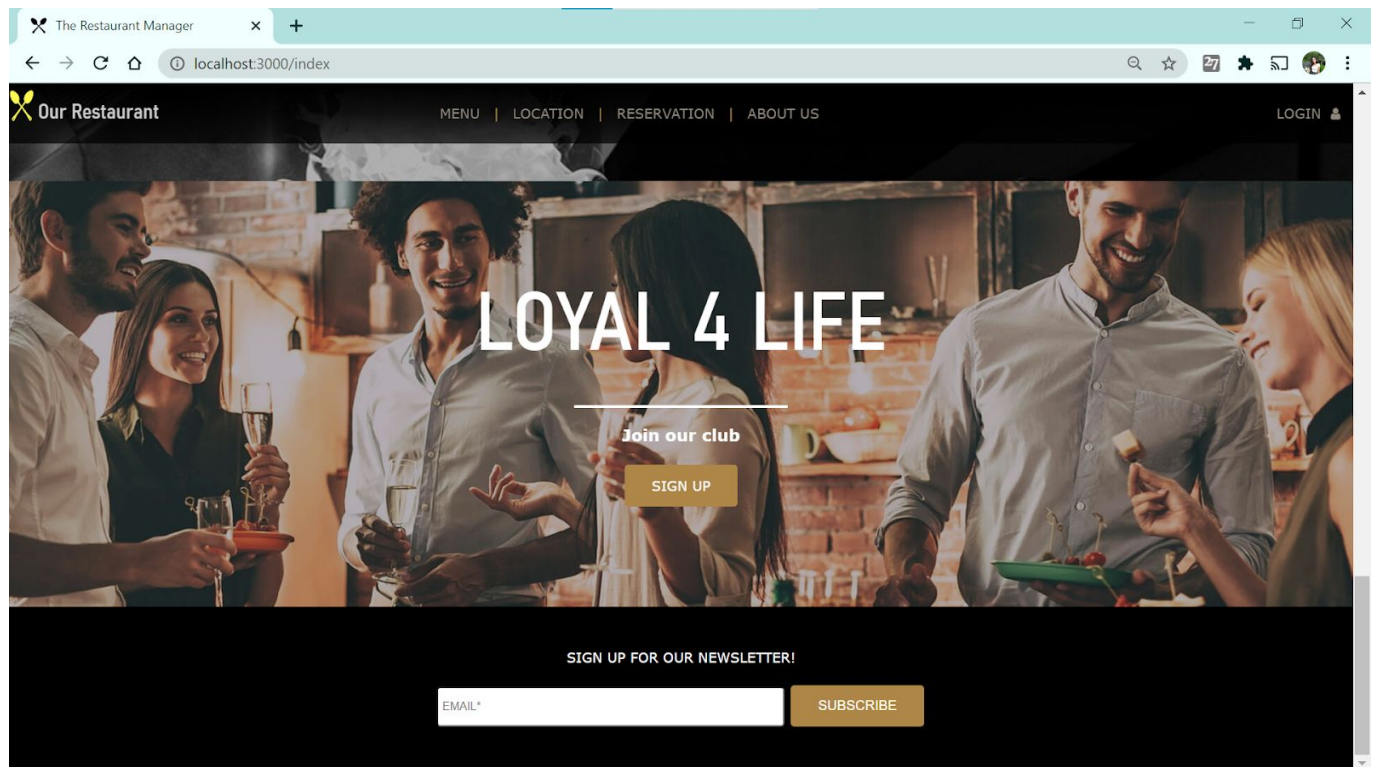 The Restaurant Manager
localhost:3000/index
27
Our Restaurant
MENU | LOCATION | RESERVATION | ABOUT US
LOGIN
LOYAL 4 LIFE
Join our club
SIGN UP
SIGN UP FOR OUR NEWSLETTER!
EMAIL*
SUBSCRIBE